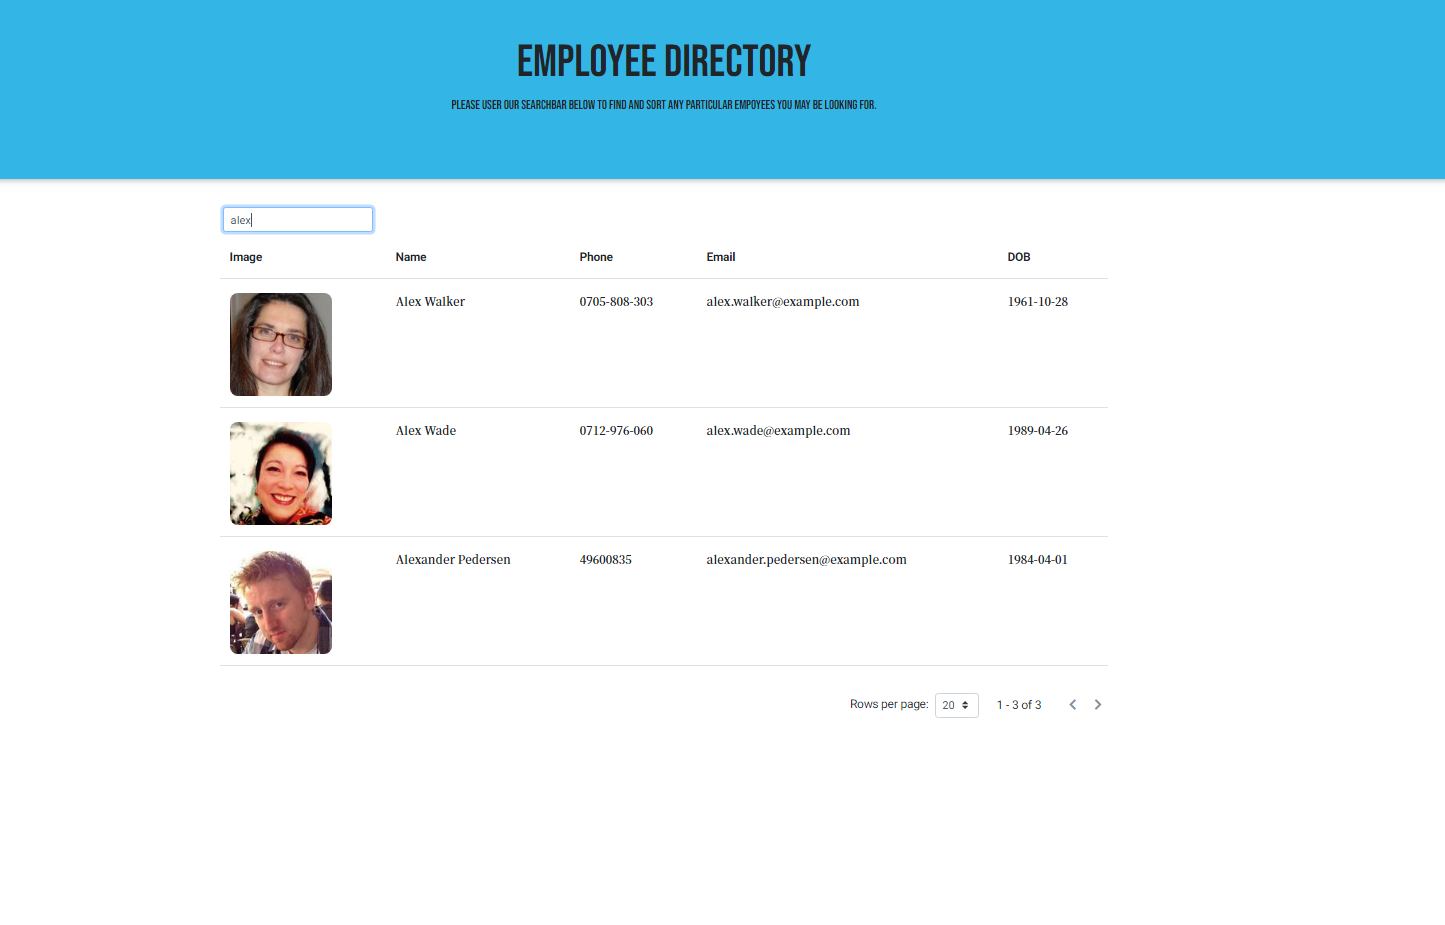 EMPLOYEE DIRECTORY
PLEASE USER OUR SEARCHBAR BELOW TO FIND AND SORT ANY PARTICULAR EMPOYEES YOU MAY BE LOOKING FOR.
alex
Image Name Phone Email DOB
Alex Walker 0705-808-303 alex.walker@example.com 1961-10-28
Alex Wade 0712-976-060 alex.wade@example.com 1989-04-26
Alexander Pedersen 49600835 alexander.pedersen@example.com 1984-04-01
Rows per page: 20 1 - 3 of 3